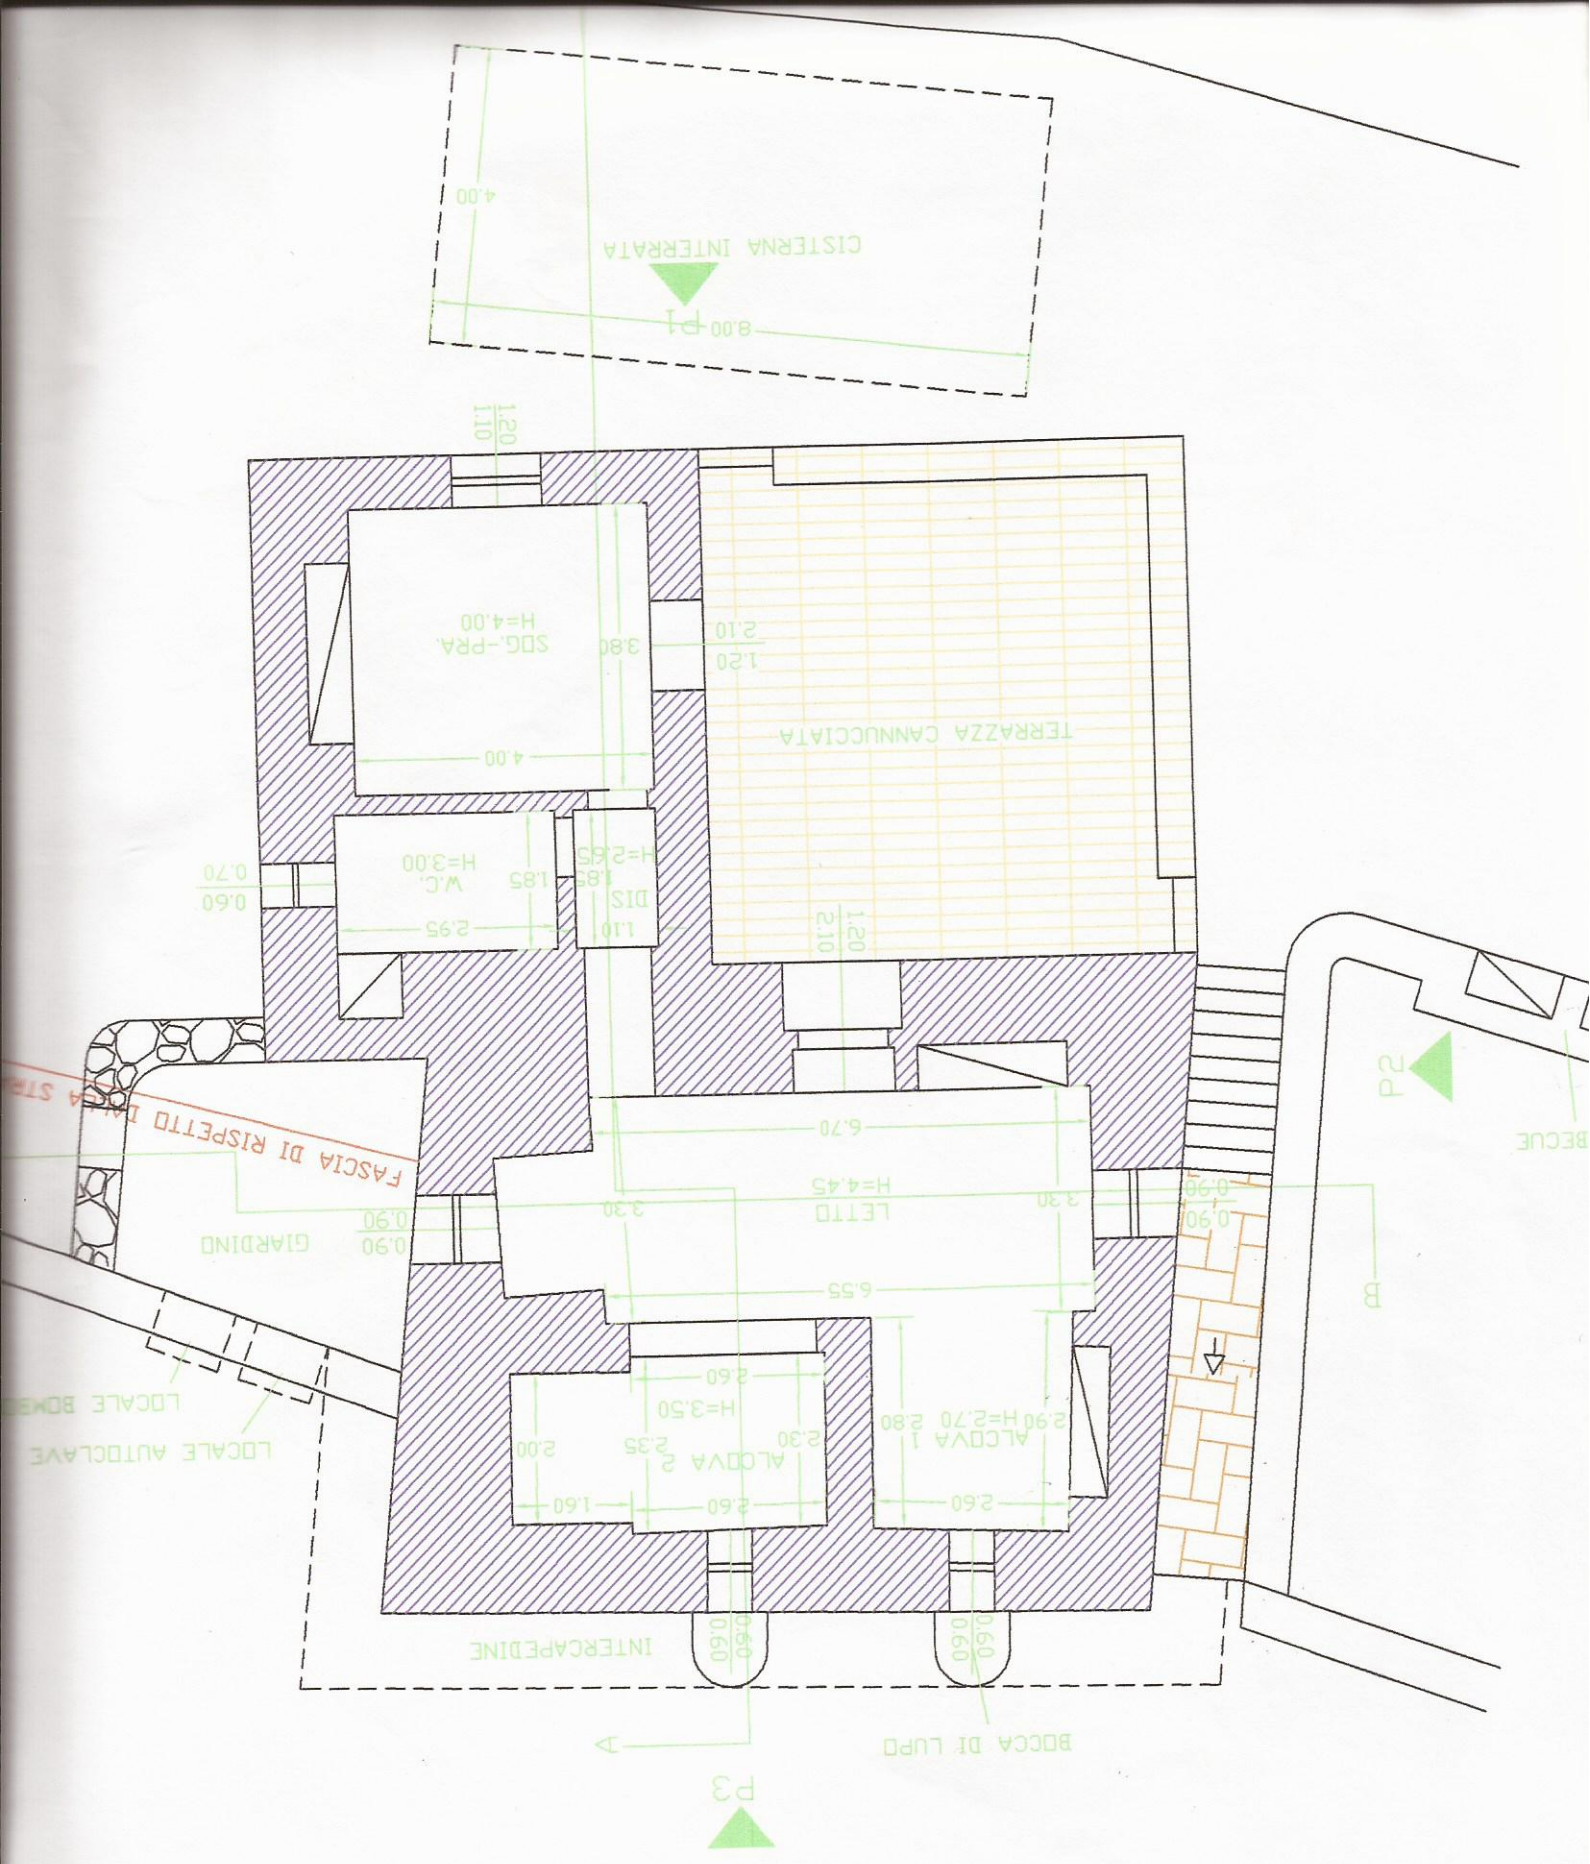 P3
BOCCA DI LUPO
A
INTERCAPEDINE
0.60
0.60
0.60
0.60
2.60
2.60
1.60
ALCOVA 1
H=2.70
2.90
2.80
ALCOVA 2
H=3.50
2.30
2.35
2.00
2.60
LOCALE AUTOCLAVE
LOCALE
B
6.55
GIARDINO
0.90
0.90
LETTO
H=4.45
3.30
3.30
0.90
0.90
6.70
FASCIA DI RISPETTO DALLA
BECUE
P2
1.20
2.10
1.10
2.95
DIS
H=2.65
1.85
W.C.
H=3.00
1.85
0.60
0.70
4.00
TERRAZZA CANNUCCIATA
1.20
2.10
3.80
SOG.-PRA.
H=4.00
1.20
1.10
8.00
P1
CISTERNA INTERRATA
4.00